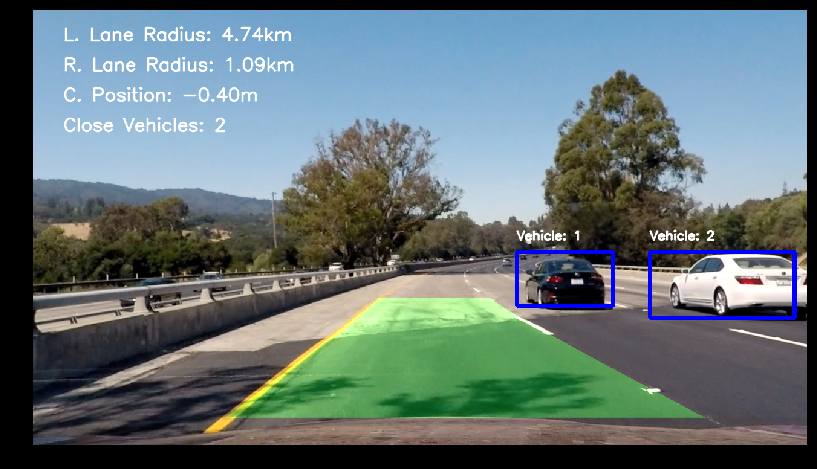 L. Lane Radius: 4.74km
R. Lane Radius: 1.09km
C. Position: −0.40m
Close Vehicles: 2
Vehicle: 1
Vehicle: 2